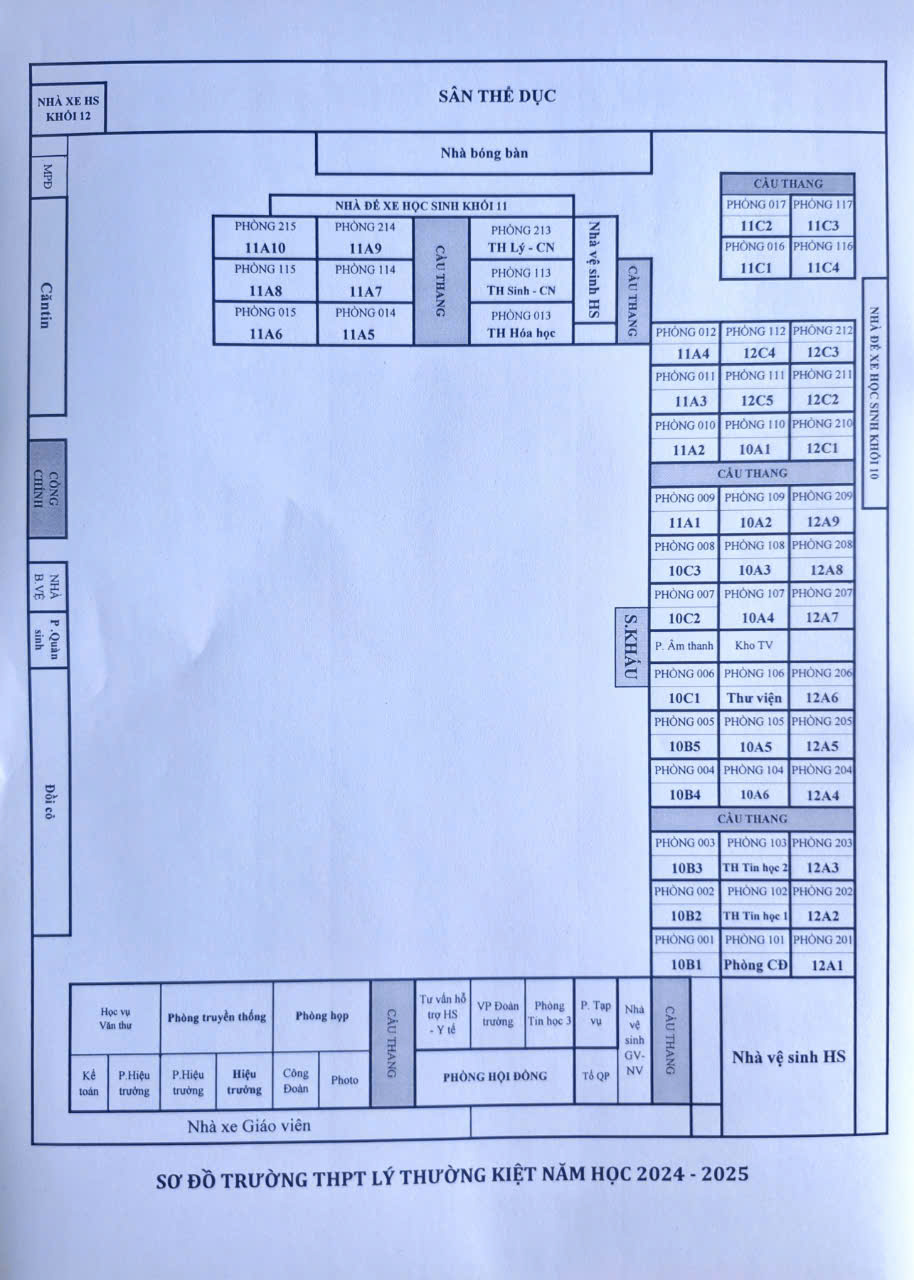 SÂN THỂ DỤC
NHÀ XE HS
KHỐI 12
Nhà bóng bàn
MPĐ
Căntin
CỔNG
CHÍNH
NHÀ
B.VỆ
P .Quản
sinh
Đồi cỏ
NHÀ ĐỂ XE HỌC SINH KHỐI 11
PHÒNG 215
PHÒNG 214
PHÒNG 213
11A10
11A9
TH Lý - CN
PHÒNG 115
PHÒNG 114
PHÒNG 113
11A8
11A7
TH Sinh - CN
PHÒNG 015
PHÒNG 014
PHÒNG 013
11A6
11A5
TH Hóa học
CẦU THANG
Nhà vệ sinh HS
CẦU THANG
CẦU THANG
PHÒNG 017
PHÒNG 117
11C2
11C3
PHÒNG 016
PHÒNG 116
11C1
11C4
NHÀ ĐỂ XE HỌC SINH KHỐI 10
PHÒNG 012
PHÒNG 112
PHÒNG 212
11A4
12C4
12C3
PHÒNG 011
PHÒNG 111
PHÒNG 211
11A3
12C5
12C2
PHÒNG 010
PHÒNG 110
PHÒNG 210
11A2
10A1
12C1
CẦU THANG
PHÒNG 009
PHÒNG 109
PHÒNG 209
11A1
10A2
12A9
PHÒNG 008
PHÒNG 108
PHÒNG 208
10C3
10A3
12A8
PHÒNG 007
PHÒNG 107
PHÒNG 207
10C2
10A4
12A7
S.KHẤU
P. Âm thanh
Kho TV
PHÒNG 006
PHÒNG 106
PHÒNG 206
10C1
Thư viện
12A6
PHÒNG 005
PHÒNG 105
PHÒNG 205
10B5
10A5
12A5
PHÒNG 004
PHÒNG 104
PHÒNG 204
10B4
10A6
12A4
CẦU THANG
PHÒNG 003
PHÒNG 103
PHÒNG 203
10B3
TH Tin học 2
12A3
PHÒNG 002
PHÒNG 102
PHÒNG 202
10B2
TH Tin học 1
12A2
PHÒNG 001
PHÒNG 101
PHÒNG 201
10B1
Phòng CĐ
12A1
Học vụ
Văn thư
Phòng truyền thống
Phòng họp
CẦU THANG
Tư vấn hỗ
trợ HS
- Y tế
VP Đoàn
trường
Phòng
Tin học 3
P. Tạp
vụ
Nhà
vệ
sinh
GV-
NV
CẦU THANG
Nhà vệ sinh HS
Kế
toán
P.Hiệu
trưởng
P.Hiệu
trưởng
Hiệu
trưởng
Công
Đoàn
Photo
PHÒNG HỘI ĐỒNG
Tổ QP
Nhà xe Giáo viên
SƠ ĐỒ TRƯỜNG THPT LÝ THƯỜNG KIỆT NĂM HỌC 2024 - 2025